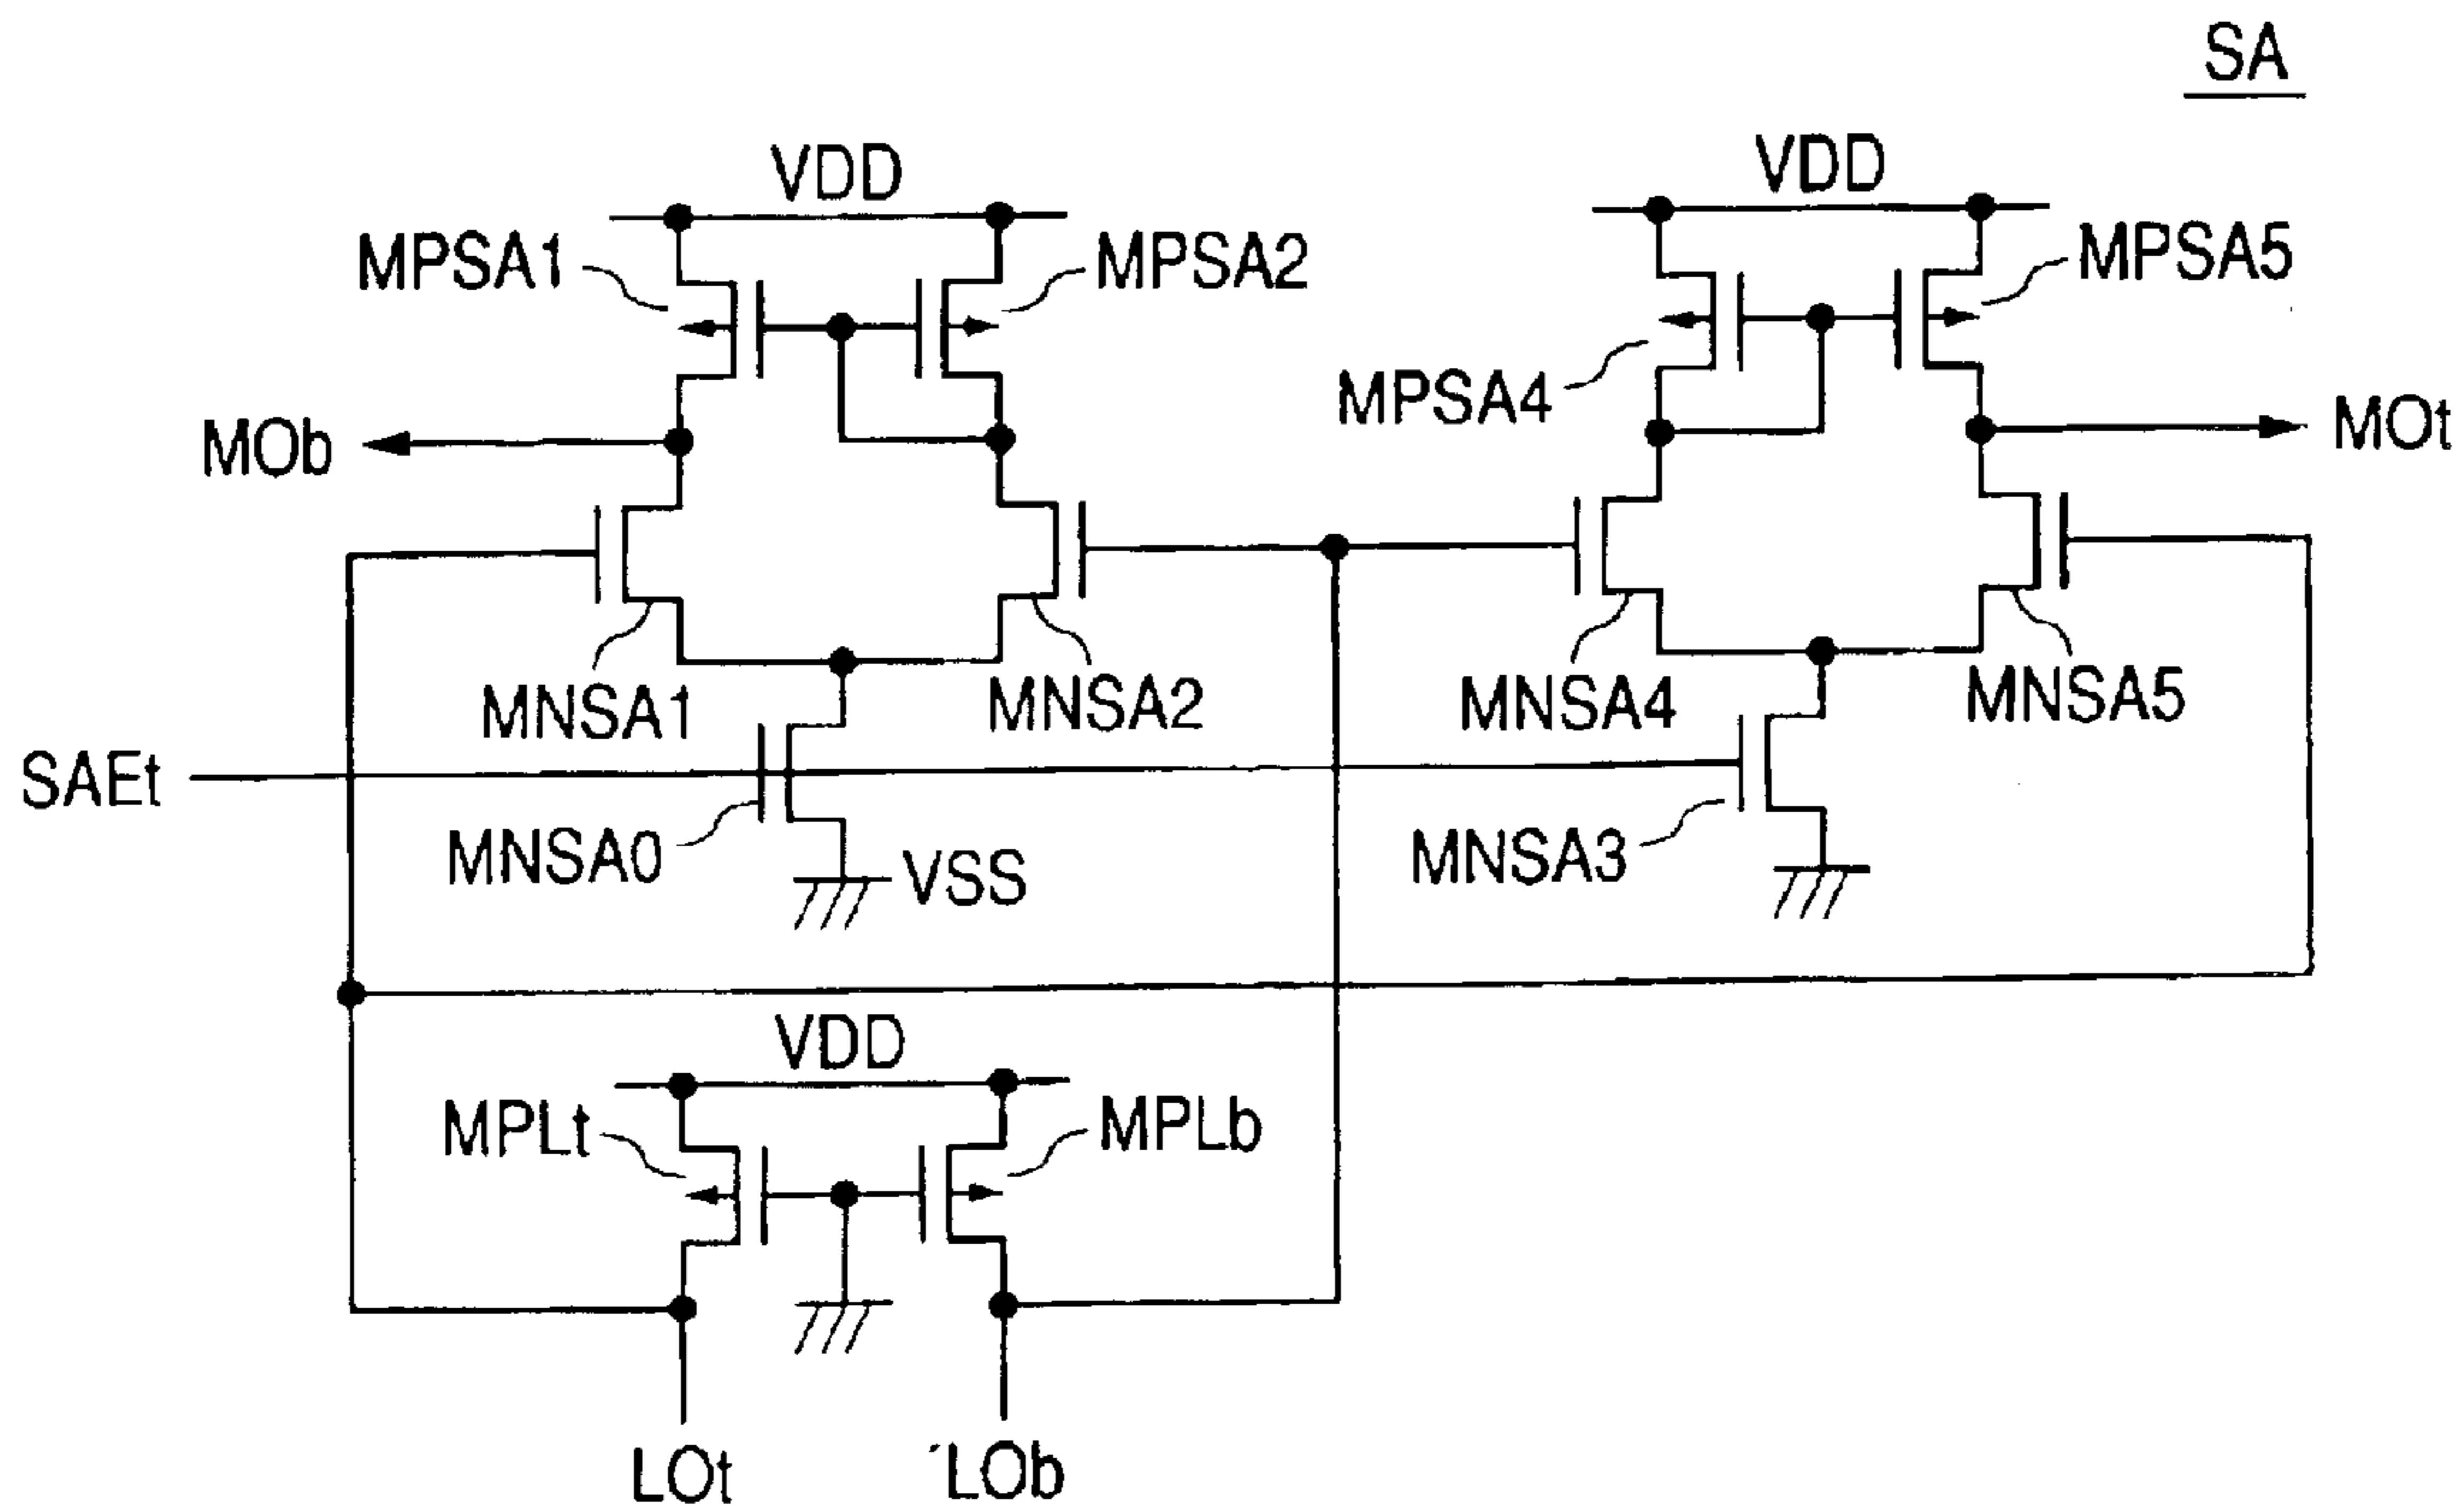 SA
VDD
VDD
MPSA1
MPSA2
MPSA5
MPSA4
MOb
MOt
MNSA1
MNSA2
MNSA4
MNSA5
SAEt
MNSA0
VSS
MNSA3
VDD
MPLt
MPLb
LOt
LOb